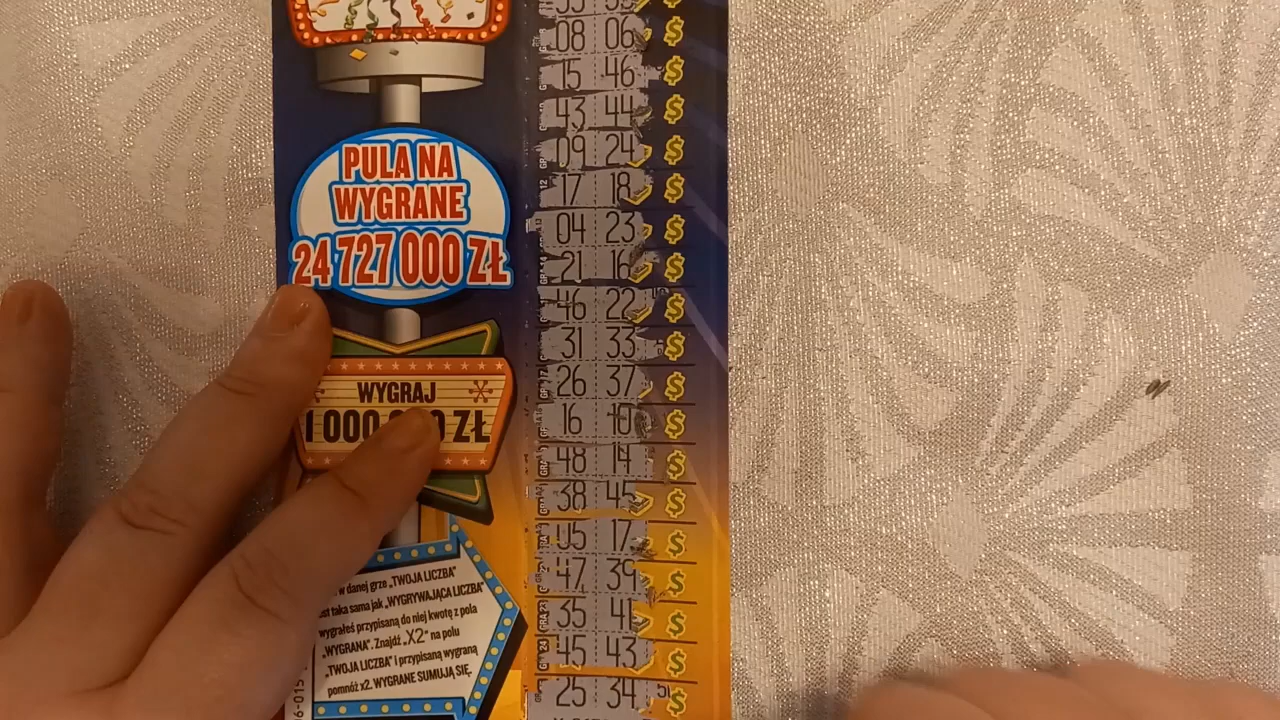 PULA NA
WYGRANE
24 727 000 ZŁ
WYGRAJ
1 000 ZŁ
w danej grze „TWOJA LICZBA”
taka sama jak „WYGRYWAJĄCA LICZBA”
wygrałeś przypisaną do niej kwotę z pola
„WYGRANA”. Znajdź „X2” na polu
„TWOJA LICZBA” i przypisaną wygraną
pomnóż x2. WYGRANE SUMUJĄ SIĘ.
08 06 $
15 46 $
43 44 $
09 24 $
17 18 $
04 23 $
21 16 $
46 22 $
31 33 $
26 37 $
16 10 $
48 14 $
38 45 $
05 17 $
47 39 $
35 41 $
45 43 $
25 34 $